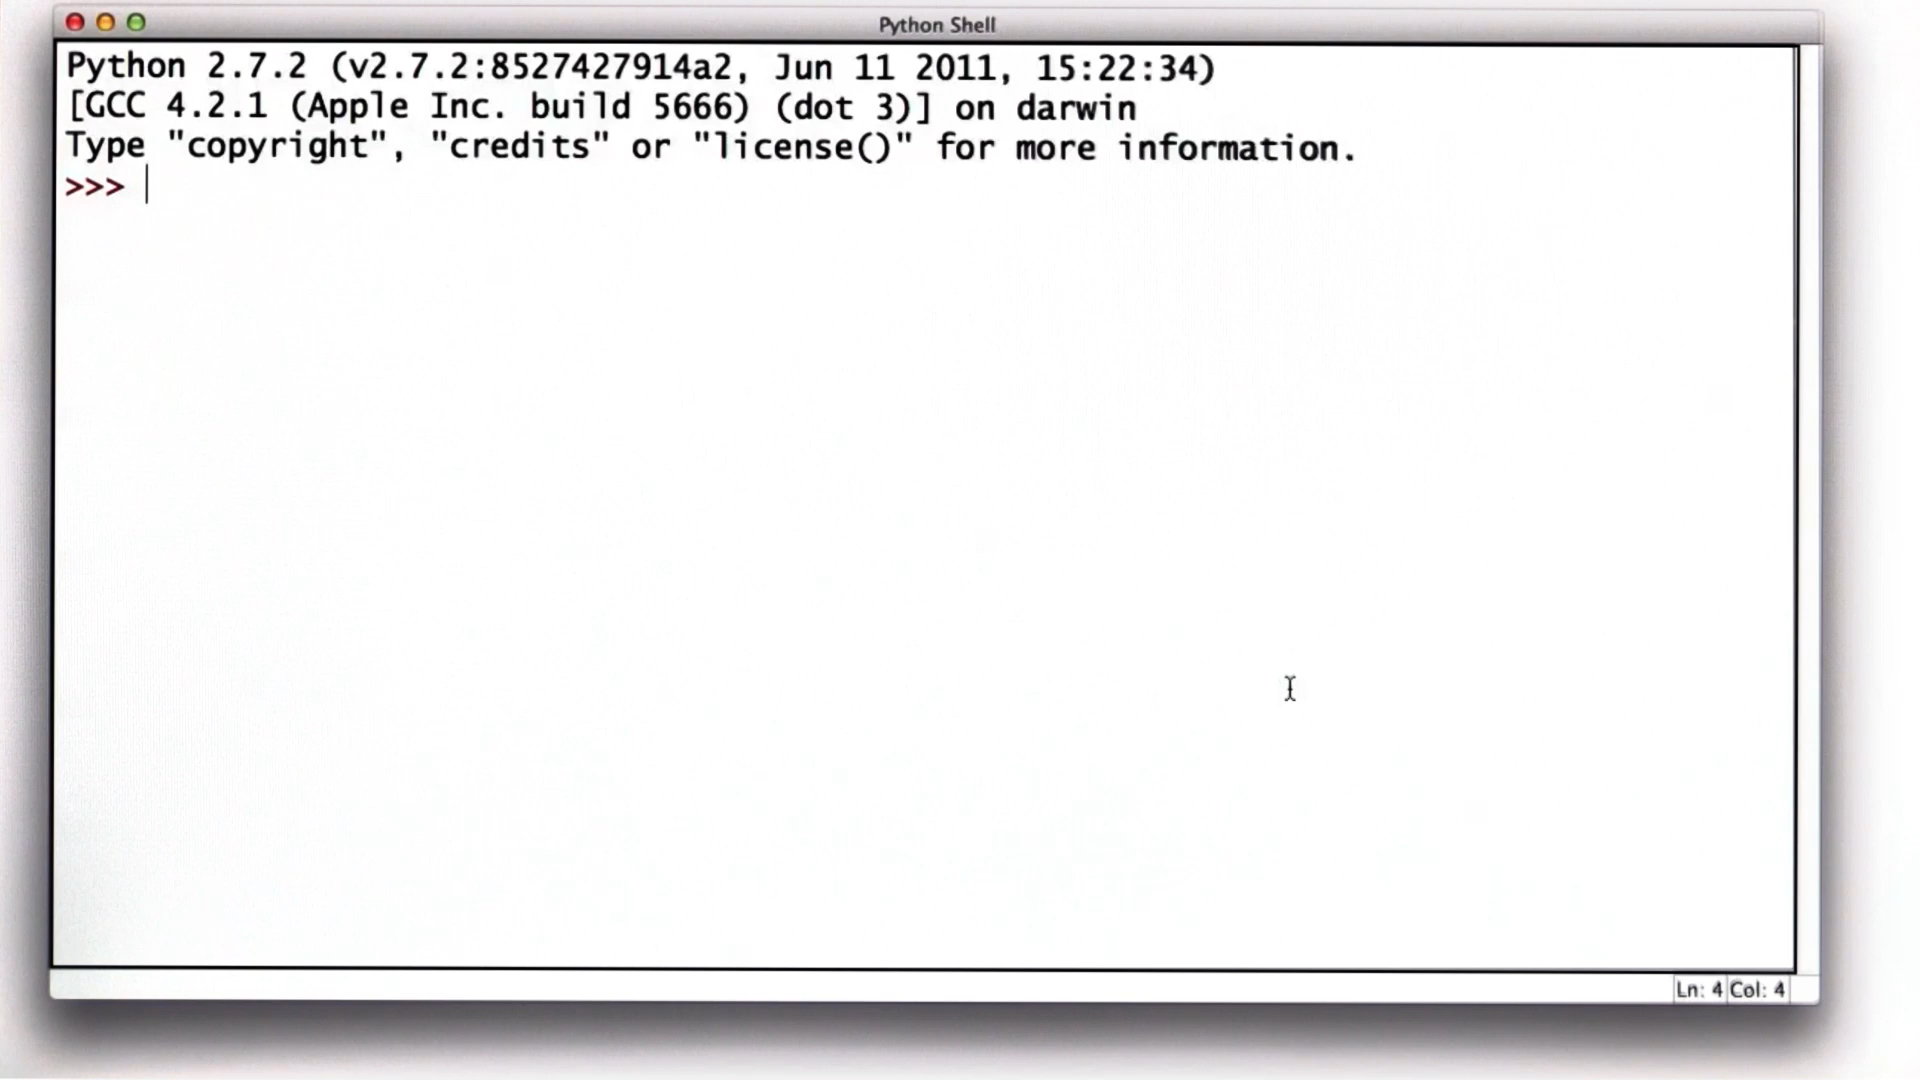 Python Shell
Python 2.7.2 (v2.7.2:8527427914a2, Jun 11 2011, 15:22:34)
[GCC 4.2.1 (Apple Inc. build 5666) (dot 3)] on darwin
Type "copyright", "credits" or "license()" for more information.
>>>
Ln: 4 Col: 4